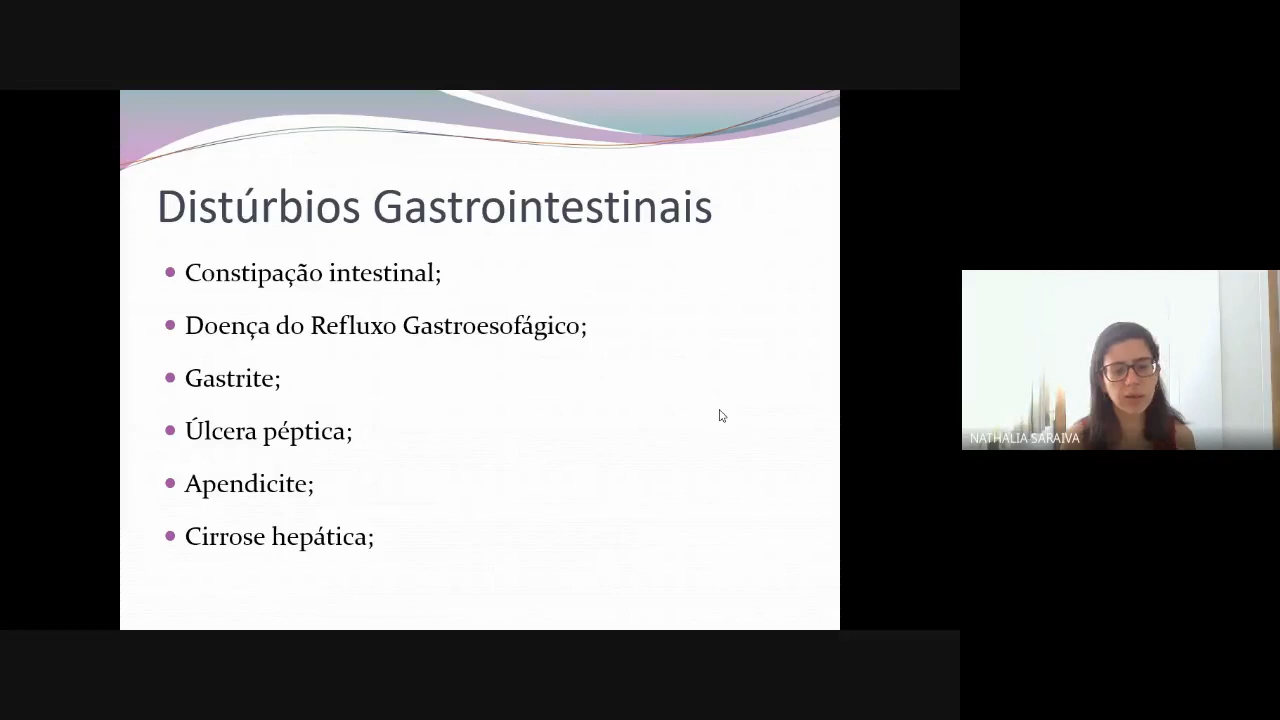 Distúrbios Gastrointestinais
Constipação intestinal;
Doença do Refluxo Gastroesofágico;
Gastrite;
Úlcera péptica;
Apendicite;
Cirrose hepática;
NATHALIA SARAIVA